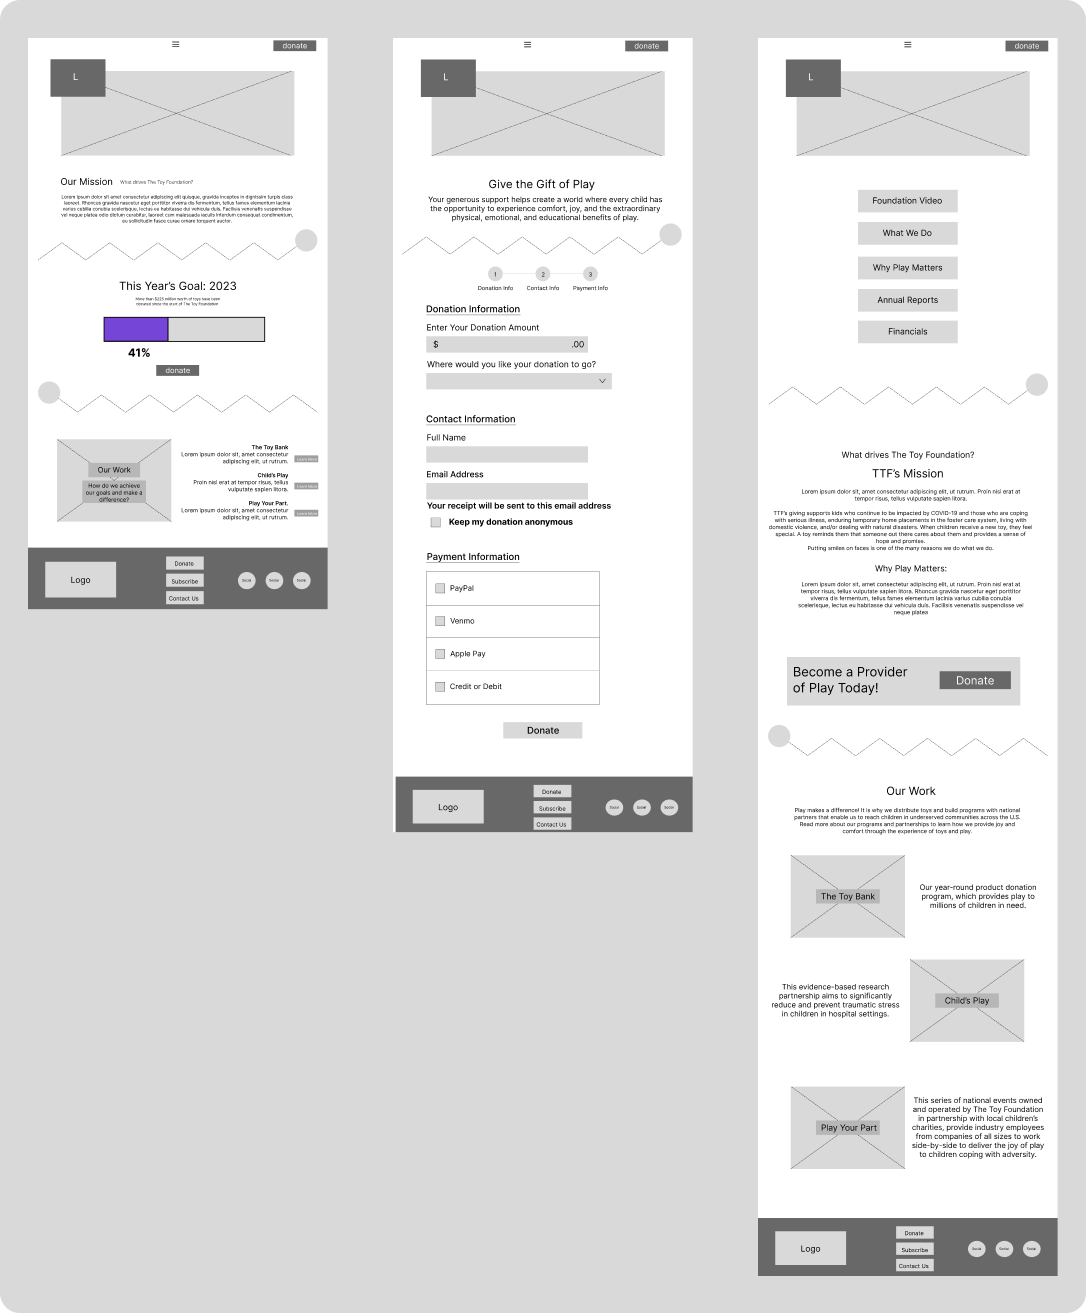 donate
L
Our Mission What drives The Toy Foundation?
Lorem ipsum dolor sit amet consectetur adipiscing elit quisque, gravida inceptos in dignissim turpis class
laoreet. Rhoncus gravida nascetur eget porttitor viverra dis fermentum, tellus fames elementum lacinia
varius cubilia conubia scelerisque, lectus eu habitasse dui vehicula duis. Facilisis venenatis suspendisse
vel neque platea odio dictum curabitur, laoreet cum malesuada iaculis interdum consequat condimentum,
eu sollicitudin fusce curae ornare torquent auctor.
This Year's Goal: 2023
More than $225 million worth of toys have been
donated since the start of The Toy Foundation
41%
donate
Our Work
How do we achieve
our goals and make a
difference?
The Toy Bank
Lorem ipsum dolor sit, amet consectetur
adipiscing elit, ut rutrum.
Learn More
Child's Play
Proin nisl erat at tempor risus, tellus
vulputate sapien litora.
Learn More
Play Your Part.
Lorem ipsum dolor sit, amet consectetur
adipiscing elit, ut rutrum.
Learn More
Logo
Donate
Subscribe
Contact Us
Social
Social
Social
donate
L
Give the Gift of Play
Your generous support helps create a world where every child has
the opportunity to experience comfort, joy, and the extraordinary
physical, emotional, and educational benefits of play.
1
2
3
Donation Info
Contact Info
Payment Info
Donation Information
Enter Your Donation Amount
$ .00
Where would you like your donation to go?
Contact Information
Full Name
Email Address
Your receipt will be sent to this email address
Keep my donation anonymous
Payment Information
PayPal
Venmo
Apple Pay
Credit or Debit
Donate
Logo
Donate
Subscribe
Contact Us
Social
Social
Social
donate
L
Foundation Video
What We Do
Why Play Matters
Annual Reports
Financials
What drives The Toy Foundation?
TTF's Mission
Lorem ipsum dolor sit, amet consectetur adipiscing elit, ut rutrum. Proin nisl erat at
tempor risus, tellus vulputate sapien litora.
TTF's giving supports kids who continue to be impacted by COVID-19 and those who are coping
with serious illness, enduring temporary home placements in the foster care system, living with
domestic violence, and/or dealing with natural disasters. When children receive a new toy, they feel
special. A toy reminds them that someone out there cares about them and provides a sense of
hope and promise.
Putting smiles on faces is one of the many reasons we do what we do.
Why Play Matters:
Lorem ipsum dolor sit, amet consectetur adipiscing elit, ut rutrum. Proin nisl erat at
tempor risus, tellus vulputate sapien litora. Rhoncus gravida nascetur eget porttitor
viverra dis fermentum, tellus fames elementum lacinia varius cubilia conubia
scelerisque, lectus eu habitasse dui vehicula duis. Facilisis venenatis suspendisse vel
neque platea
Become a Provider
of Play Today!
Donate
Our Work
Play makes a difference! It is why we distribute toys and build programs with national
partners that enable us to reach children in underserved communities across the U.S.
Read more about our programs and partnerships to learn how we provide joy and
comfort through the experience of toys and play.
The Toy Bank
Our year-round product donation
program, which provides play to
millions of children in need.
This evidence-based research
partnership aims to significantly
reduce and prevent traumatic stress
in children in hospital settings.
Child's Play
Play Your Part
This series of national events owned
and operated by The Toy Foundation
in partnership with local children's
charities, provide industry employees
from companies of all sizes to work
side-by-side to deliver the joy of play
to children coping with adversity.
Logo
Donate
Subscribe
Contact Us
Social
Social
Social